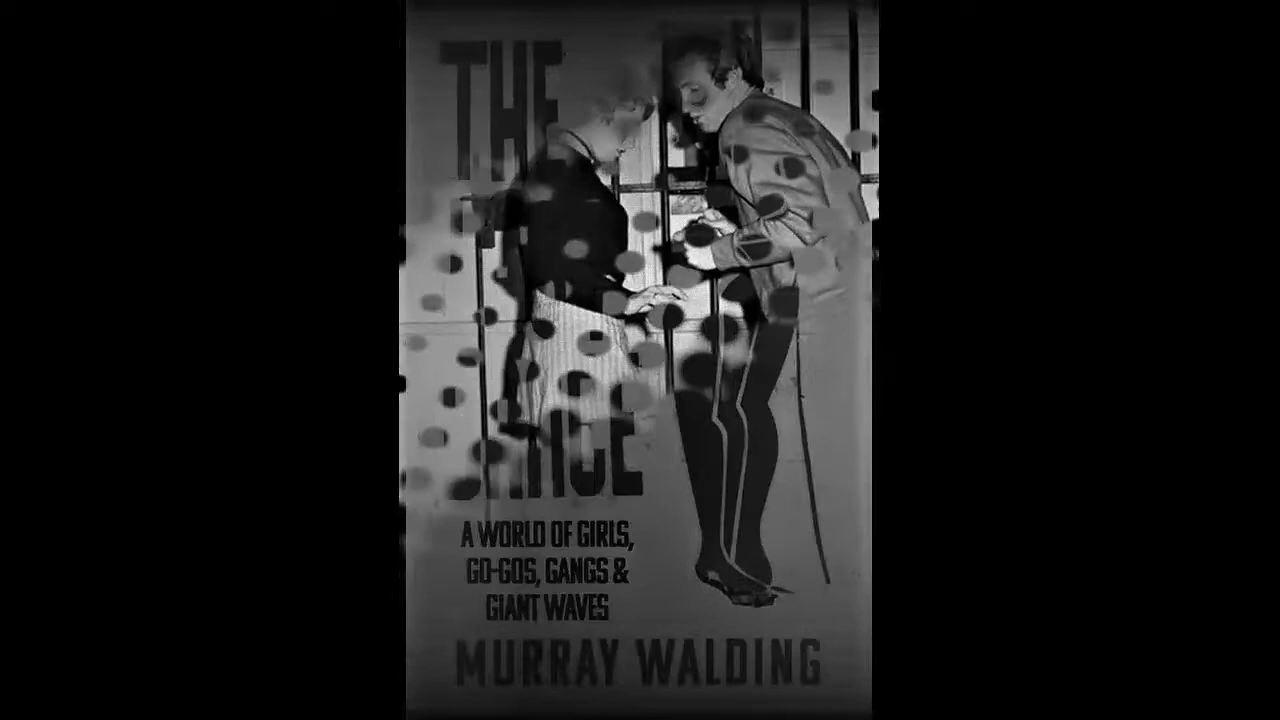 THE
A WORLD OF GIRLS,
GO-GOS, GANGS &
GIANT WAVES
MURRAY WALDING